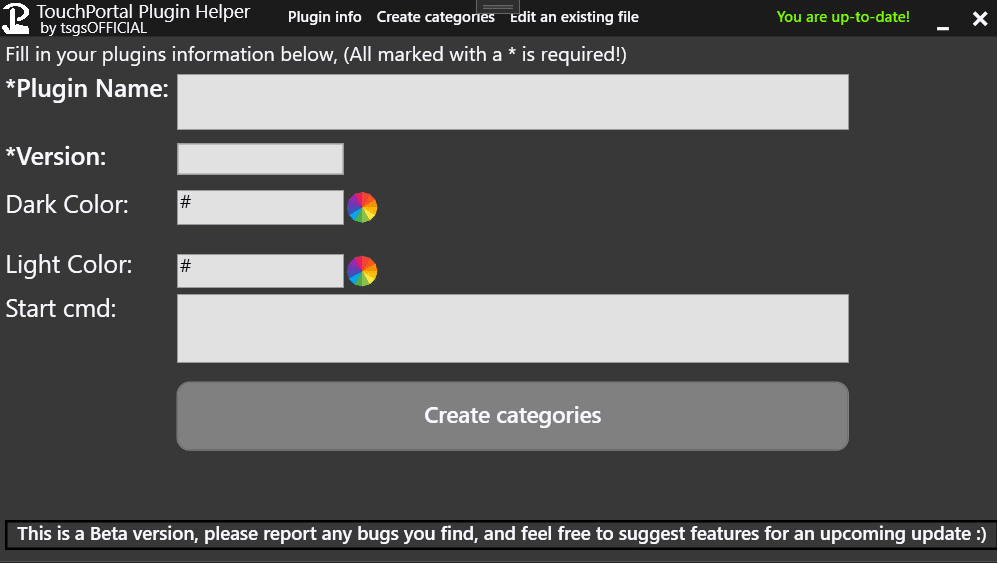 TouchPortal Plugin Helper
by tsgsOFFICIAL
Plugin info Create categories Edit an existing file
You are up-to-date!
Fill in your plugins information below, (All marked with a * is required!)
*Plugin Name:
*Version:
Dark Color: #
Light Color: #
Start cmd:
Create categories
This is a Beta version, please report any bugs you find, and feel free to suggest features for an upcoming update :)